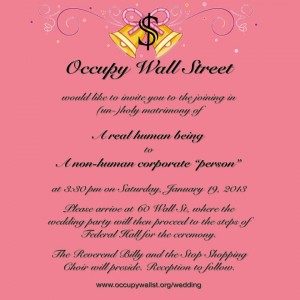 $
Occupy Wall Street
would like to invite you to the joining in
(un-)holy matrimony of
A real human being
to
A non-human corporate "person"
at 3:30pm on Saturday, January 19, 2013
Please arrive at 60 Wall St, where the
wedding party will then proceed to the steps of
Federal Hall for the ceremony.
The Reverend Billy and the Stop Shopping
Choir will preside. Reception to follow.
www.occupywallst.org/wedding